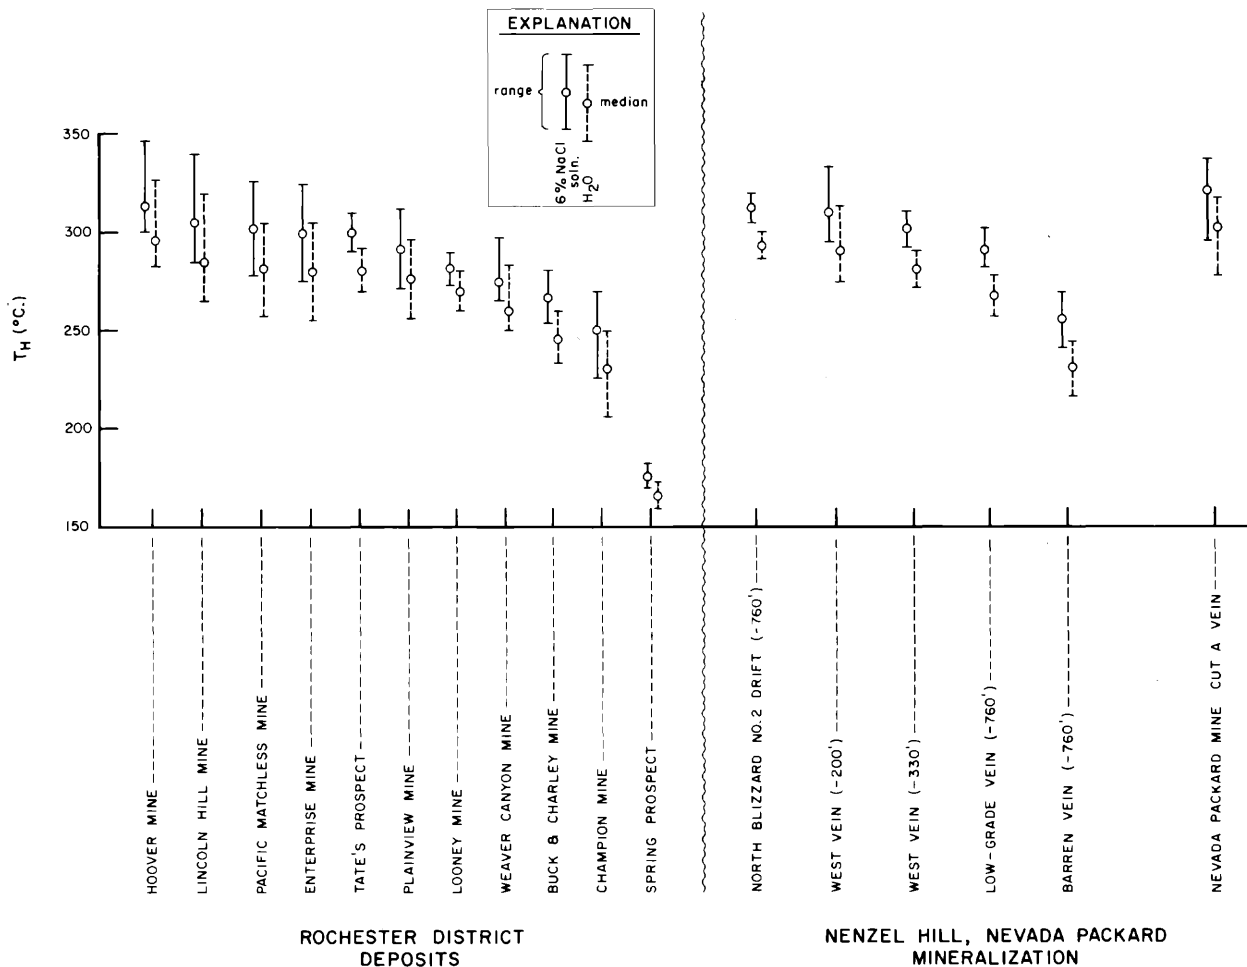 EXPLANATION
range
median
6% NaCl
soln.
H2O
350
300
250
200
150
TH (°C.)
HOOVER MINE
LINCOLN HILL MINE
PACIFIC MATCHLESS MINE
ENTERPRISE MINE
TATE'S PROSPECT
PLAINVIEW MINE
LOONEY MINE
WEAVER CANYON MINE
BUCK & CHARLEY MINE
CHAMPION MINE
SPRING PROSPECT
NORTH BLIZZARD NO.2 DRIFT (-760')
WEST VEIN (-200')
WEST VEIN (-330')
LOW-GRADE VEIN (-760')
BARREN VEIN (-760')
NEVADA PACKARD MINE CUT A VEIN
ROCHESTER DISTRICT
DEPOSITS
NENZEL HILL, NEVADA PACKARD
MINERALIZATION